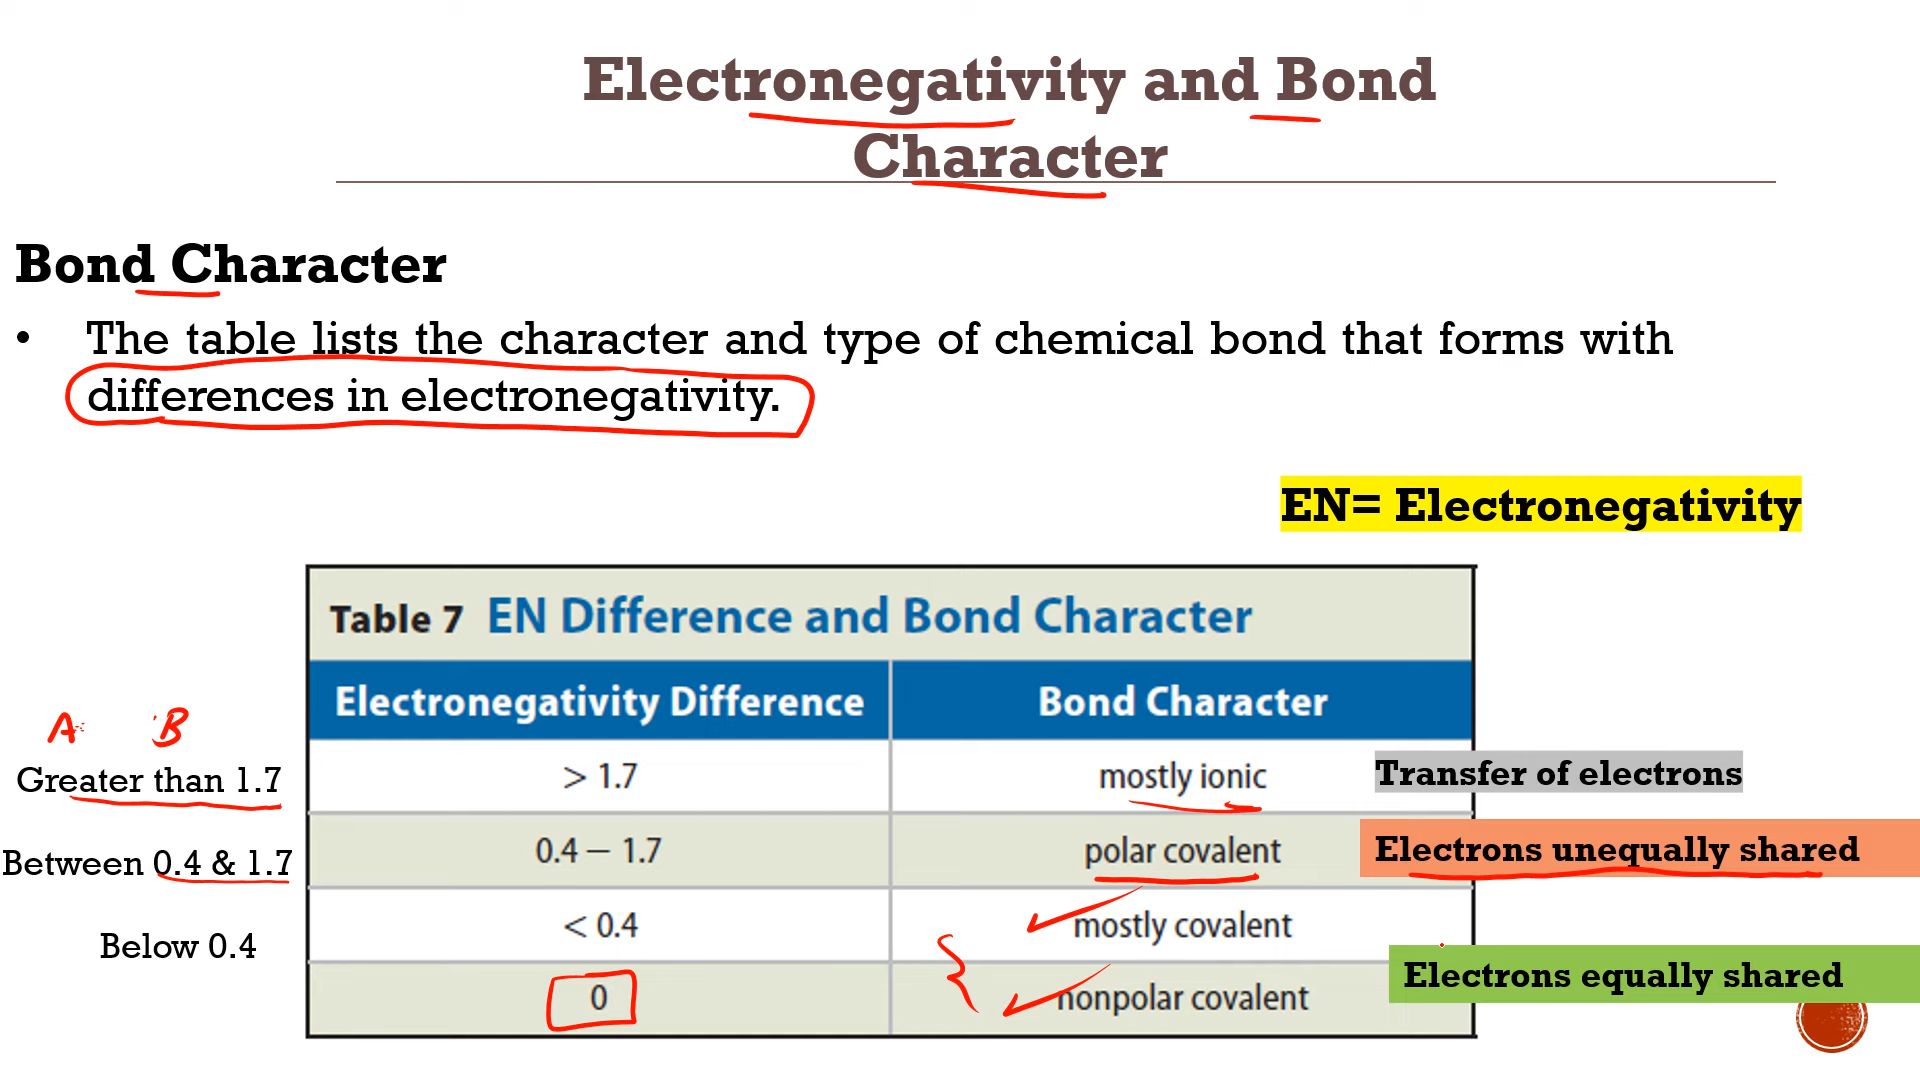 Electronegativity and Bond
Character
Bond Character
• The table lists the character and type of chemical bond that forms with
differences in electronegativity.
EN= Electronegativity
Table 7 EN Difference and Bond Character
Electronegativity Difference Bond Character
A B
Greater than 1.7 > 1.7 mostly ionic Transfer of electrons
Between 0.4 & 1.7 0.4 – 1.7 polar covalent Electrons unequally shared
Below 0.4 < 0.4 mostly covalent
0 nonpolar covalent Electrons equally shared